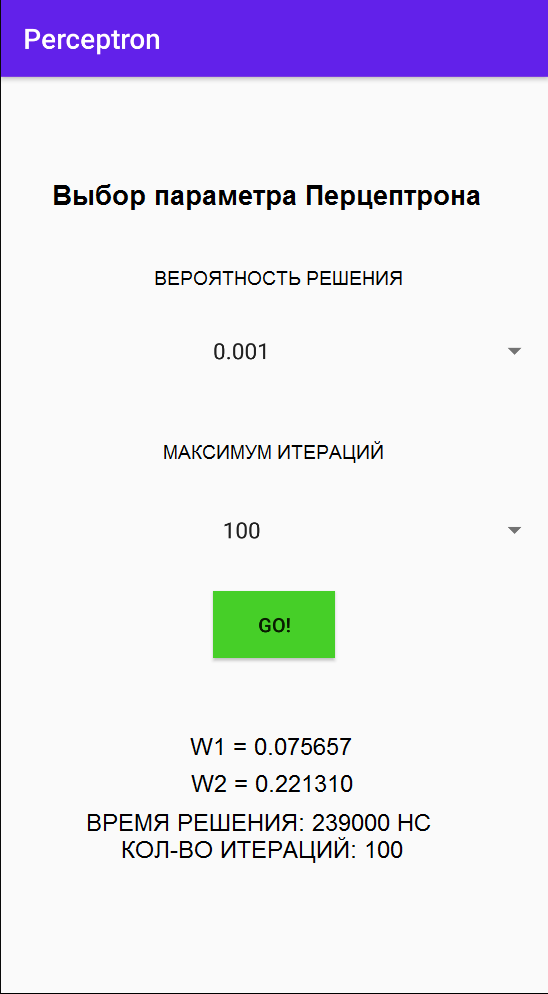 Perceptron
Выбор параметра Перцептрона
ВЕРОЯТНОСТЬ РЕШЕНИЯ
0.001
МАКСИМУМ ИТЕРАЦИЙ
100
GO!
W1 = 0.075657
W2 = 0.221310
ВРЕМЯ РЕШЕНИЯ: 239000 НС
КОЛ-ВО ИТЕРАЦИЙ: 100